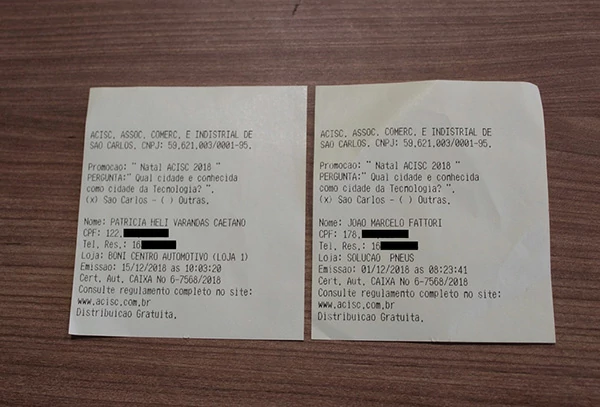 ACISC, ASSOC, COMERC, E INDISTRIAL DE
SAO CARLOS, CNPJ: 59,621,003/0001-95,
Promocao: " Natal ACISC 2018 "
PERGUNTA:" Qual cidade e conhecida
como cidade da Tecnologia? ",
(x) Sao Carlos - ( ) Outras,
Nome: PATRICIA HELI VARANDAS CAETANO
CPF: 122,
Tel. Res,: 16
Loja: BONI CENTRO AUTOMOTIVO (LOJA 1)
Emissao: 15/12/2018 as 10:03:20
Cert. Aut. CAIXA No 6-7568/2018
Consulte regulamento completo no site:
www.acisc.com.br
Distribuicao Gratuita,
ACISC, ASSOC, COMERC, E INDISTRIAL DE
SAO CARLOS, CNPJ: 59,621,003/0001-95,
Promocao: " Natal ACISC 2018 "
PERGUNTA:" Qual cidade e conhecida
como cidade da Tecnologia? ",
(x) Sao Carlos - ( ) Outras,
Nome: JOAO MARCELO FATTORI
CPF: 178,
Tel. Res,: 16
Loja: SOLUCAO PNEUS
Emissao: 01/12/2018 as 08:23:41
Cert. Aut. CAIXA No 6-7568/2018
Consulte regulamento completo no site:
www.acisc.com.br
Distribuicao Gratuita,